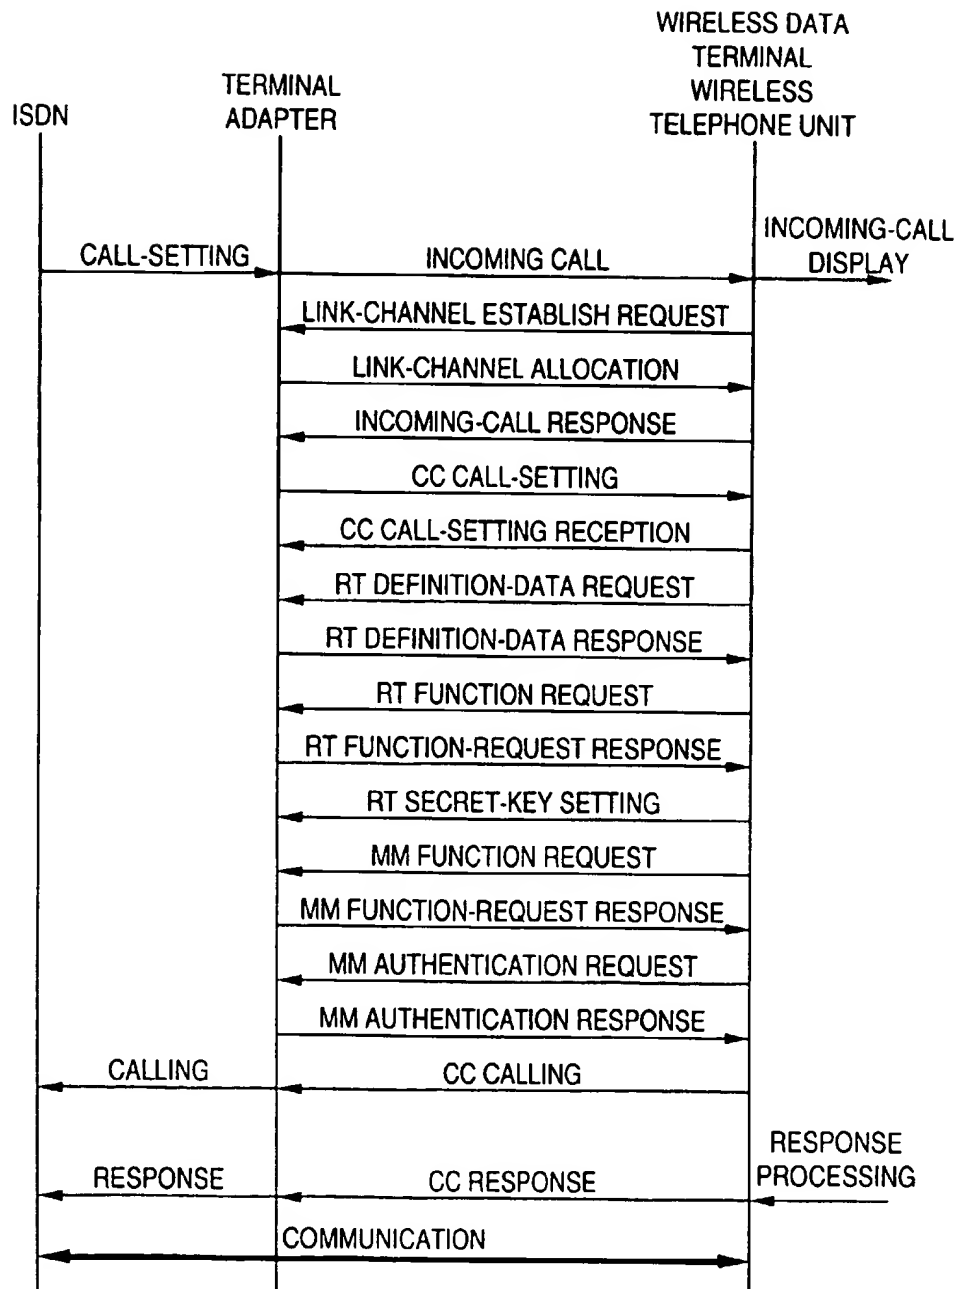 WIRELESS DATA
TERMINAL
WIRELESS
TELEPHONE UNIT
TERMINAL
ADAPTER
ISDN
INCOMING-CALL
DISPLAY
CALL-SETTING
INCOMING CALL
LINK-CHANNEL ESTABLISH REQUEST
LINK-CHANNEL ALLOCATION
INCOMING-CALL RESPONSE
CC CALL-SETTING
CC CALL-SETTING RECEPTION
RT DEFINITION-DATA REQUEST
RT DEFINITION-DATA RESPONSE
RT FUNCTION REQUEST
RT FUNCTION-REQUEST RESPONSE
RT SECRET-KEY SETTING
MM FUNCTION REQUEST
MM FUNCTION-REQUEST RESPONSE
MM AUTHENTICATION REQUEST
MM AUTHENTICATION RESPONSE
CALLING
CC CALLING
RESPONSE
PROCESSING
RESPONSE
CC RESPONSE
COMMUNICATION